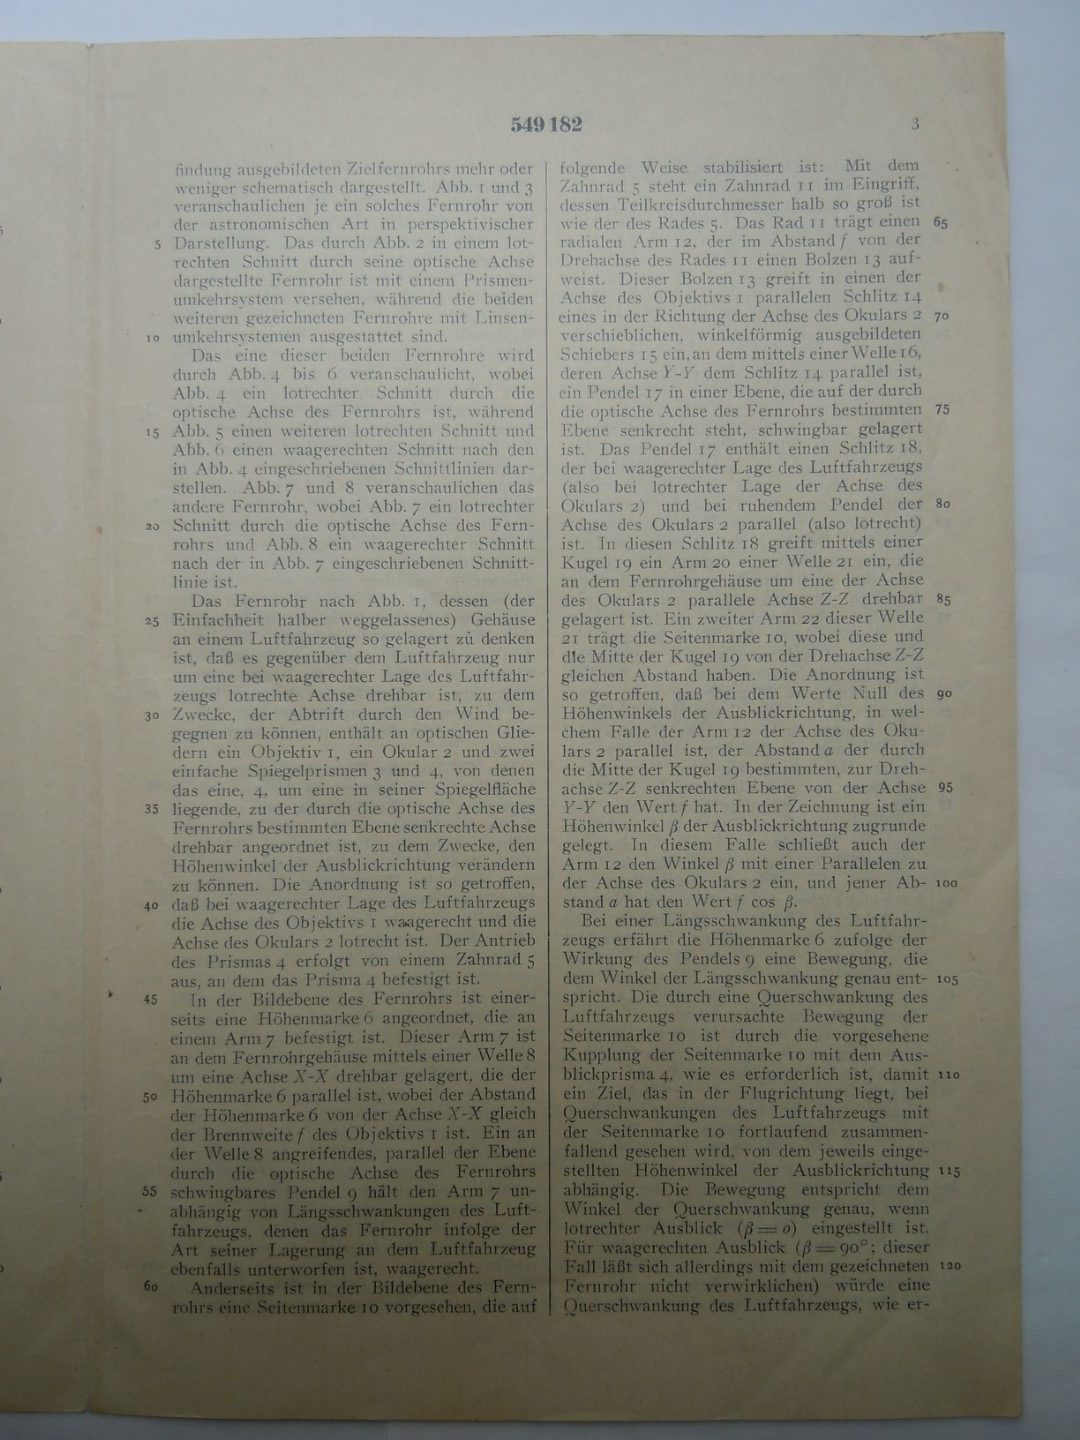 549182
3
findung ausgebildeten Zielfernrohrs mehr oder
weniger schematisch dargestellt. Abb. 1 und 3
veranschaulichen je ein solches Fernrohr von
der astronomischen Art in perspektivischer
5 Darstellung. Das durch Abb. 2 in einem lot-
rechten Schnitt durch seine optische Achse
dargestellte Fernrohr ist mit einem Prismen-
umkehrsystem versehen, während die beiden
weiteren gezeichneten Fernrohre mit Linsen-
10 umkehrsystemen ausgestattet sind.
Das eine dieser beiden Fernrohre wird
durch Abb. 4 bis 6 veranschaulicht, wobei
Abb. 4 ein lotrechter Schnitt durch die
optische Achse des Fernrohrs ist, während
15 Abb. 5 einen weiteren lotrechten Schnitt und
Abb. 6 einen waagerechten Schnitt nach den
in Abb. 4 eingeschriebenen Schnittlinien dar-
stellen. Abb. 7 und 8 veranschaulichen das
andere Fernrohr, wobei Abb. 7 ein lotrechter
20 Schnitt durch die optische Achse des Fern-
rohrs und Abb. 8 ein waagerechter Schnitt
nach der in Abb. 7 eingeschriebenen Schnitt-
linie ist.
Das Fernrohr nach Abb. 1, dessen (der
25 Einfachheit halber weggelassenes) Gehäuse
an einem Luftfahrzeug so gelagert zu denken
ist, daß es gegenüber dem Luftfahrzeug nur
um eine bei waagerechter Lage des Luftfahr-
zeugs lotrechte Achse drehbar ist, zu dem
30 Zwecke, der Abtrift durch den Wind be-
gegnen zu können, enthält an optischen Glie-
dern ein Objektiv 1, ein Okular 2 und zwei
einfache Spiegelprismen 3 und 4, von denen
das eine, 4, um eine in seiner Spiegelfläche
35 liegende, zu der durch die optische Achse des
Fernrohrs bestimmten Ebene senkrechte Achse
drehbar angeordnet ist, zu dem Zwecke, den
Höhenwinkel der Ausblickrichtung verändern
zu können. Die Anordnung ist so getroffen,
40 daß bei waagerechter Lage des Luftfahrzeugs
die Achse des Objektivs 1 waagerecht und die
Achse des Okulars 2 lotrecht ist. Der Antrieb
des Prismas 4 erfolgt von einem Zahnrad 5
aus, an dem das Prisma 4 befestigt ist.
45 In der Bildebene des Fernrohrs ist einer-
seits eine Höhenmarke 6 angeordnet, die an
einem Arm 7 befestigt ist. Dieser Arm 7 ist
an dem Fernrohrgehäuse mittels einer Welle 8
um eine Achse X-X drehbar gelagert, die der
50 Höhenmarke 6 parallel ist, wobei der Abstand
der Höhenmarke 6 von der Achse X-X gleich
der Brennweite f des Objektivs 1 ist. Ein an
der Welle 8 angreifendes, parallel der Ebene
durch die optische Achse des Fernrohrs
55 schwingbares Pendel 9 hält den Arm 7 un-
abhängig von Längsschwankungen des Luft-
fahrzeugs, denen das Fernrohr infolge der
Art seiner Lagerung an dem Luftfahrzeug
ebenfalls unterworfen ist, waagerecht.
60 Anderseits ist in der Bildebene des Fern-
rohrs eine Seitenmarke 10 vorgesehen, die auf
folgende Weise stabilisiert ist: Mit dem
Zahnrad 5 steht ein Zahnrad 11 im Eingriff,
dessen Teilkreisdurchmesser halb so groß ist
wie der des Rades 5. Das Rad 11 trägt einen 65
radialen Arm 12, der im Abstand f von der
Drehachse des Rades 11 einen Bolzen 13 auf-
weist. Dieser Bolzen 13 greift in einen der
Achse des Objektivs 1 parallelen Schlitz 14
eines in der Richtung der Achse des Okulars 2 70
verschieblichen, winkelförmig ausgebildeten
Schiebers 15 ein, an dem mittels einer Welle 16,
deren Achse Y-Y dem Schlitz 14 parallel ist,
ein Pendel 17 in einer Ebene, die auf der durch
die optische Achse des Fernrohrs bestimmten 75
Ebene senkrecht steht, schwingbar gelagert
ist. Das Pendel 17 enthält einen Schlitz 18,
der bei waagerechter Lage des Luftfahrzeugs
(also bei lotrechter Lage der Achse des
Okulars 2) und bei ruhendem Pendel der 80
Achse des Okulars 2 parallel (also lotrecht)
ist. In diesen Schlitz 18 greift mittels einer
Kugel 19 ein Arm 20 einer Welle 21 ein, die
an dem Fernrohrgehäuse um eine der Achse
des Okulars 2 parallele Achse Z-Z drehbar 85
gelagert ist. Ein zweiter Arm 22 dieser Welle
21 trägt die Seitenmarke 10, wobei diese und
die Mitte der Kugel 19 von der Drehachse Z-Z
gleichen Abstand haben. Die Anordnung ist
so getroffen, daß bei dem Werte Null des 90
Höhenwinkels der Ausblickrichtung, in wel-
chem Falle der Arm 12 der Achse des Oku-
lars 2 parallel ist, der Abstand a der durch
die Mitte der Kugel 19 bestimmten, zur Dreh-
achse Z-Z senkrechten Ebene von der Achse 95
Y-Y den Wert f hat. In der Zeichnung ist ein
Höhenwinkel β der Ausblickrichtung zugrunde
gelegt. In diesem Falle schließt auch der
Arm 12 den Winkel β mit einer Parallelen zu
der Achse des Okulars 2 ein, und jener Ab- 100
stand a hat den Wert f cos β.
Bei einer Längsschwankung des Luftfahr-
zeugs erfährt die Höhenmarke 6 zufolge der
Wirkung des Pendels 9 eine Bewegung, die
dem Winkel der Längsschwankung genau ent- 105
spricht. Die durch eine Querschwankung des
Luftfahrzeugs verursachte Bewegung der
Seitenmarke 10 ist durch die vorgesehene
Kupplung der Seitenmarke 10 mit dem Aus-
blickprisma 4, wie es erforderlich ist, damit 110
ein Ziel, das in der Flugrichtung liegt, bei
Querschwankungen des Luftfahrzeugs mit
der Seitenmarke 10 fortlaufend zusammen-
fallend gesehen wird, von dem jeweils einge-
stellten Höhenwinkel der Ausblickrichtung 115
abhängig. Die Bewegung entspricht dem
Winkel der Querschwankung genau, wenn
lotrechter Ausblick (β = 0) eingestellt ist.
Für waagerechten Ausblick (β = 90°; dieser
Fall läßt sich allerdings mit dem gezeichneten 120
Fernrohr nicht verwirklichen) würde eine
Querschwankung des Luftfahrzeugs, wie er-